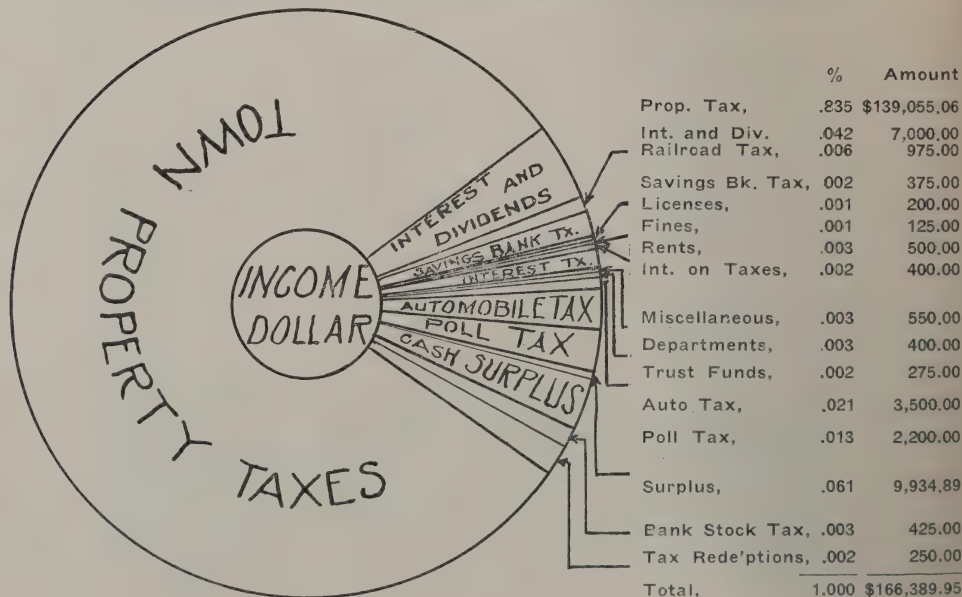 TOWN PROPERTY TAXES
INCOME
DOLLAR
INTEREST AND
DIVIDENDS
SAVINGS BANK TX.
INTEREST TX.
AUTOMOBILE TAX
POLL TAX
CASH SURPLUS
% Amount
Prop. Tax, .835 $139,055.06
Int. and Div. .042 7,000.00
Railroad Tax, .006 975.00
Savings Bk. Tax, 002 375.00
Licenses, .001 200.00
Fines, .001 125.00
Rents, .003 500.00
Int. on Taxes, .002 400.00
Miscellaneous, .003 550.00
Departments, .003 400.00
Trust Funds, .002 275.00
Auto Tax, .021 3,500.00
Poll Tax, .013 2,200.00
Surplus, .061 9,934.89
Bank Stock Tax, .003 425.00
Tax Rede'ptions, .002 250.00
Total, 1.000 $166,389.95